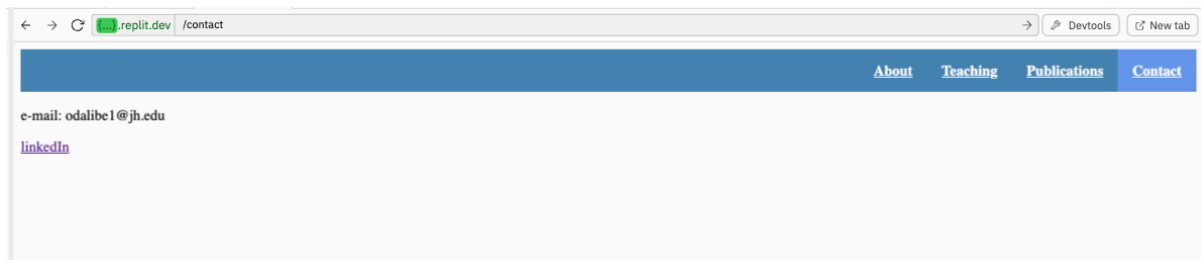 {...}.replit.dev /contact Devtools New tab
About Teaching Publications Contact
e-mail: odalibe1@jh.edu
linkedIn